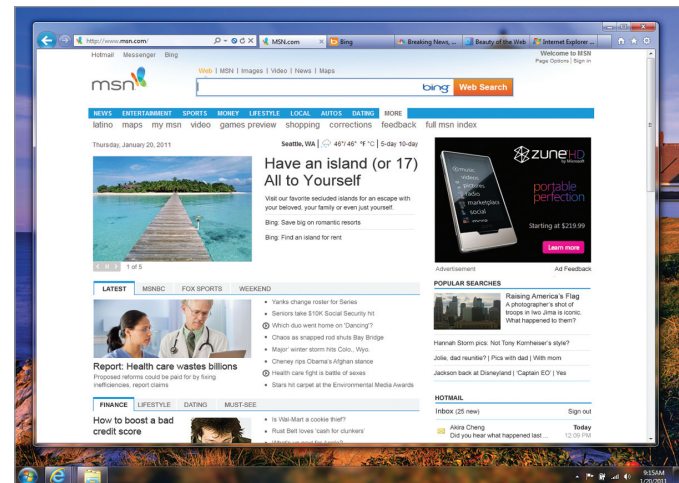 http://www.msn.com/
MSN.com
Bing
Breaking News, ...
Beauty of the Web
Internet Explorer ...
Hotmail Messenger Bing
Welcome to MSN
Page Options | Sign in
msn
Web | MSN | Images | Video | News | Maps
bing
Web Search
NEWS ENTERTAINMENT SPORTS MONEY LIFESTYLE LOCAL AUTOS DATING MORE
latino maps my msn video games preview shopping corrections feedback full msn index
Thursday, January 20, 2011
Seattle, WA | 46°/46° °F °C | 5-day 10-day
Have an island (or 17)
All to Yourself
Visit our favorite secluded islands for an escape with
your beloved, your family or even just yourself.
Bing: Save big on romantic resorts
Bing: Find an island for rent
1 of 5
music
videos
pictures
radio
marketplace
social
more
zune HD
by Microsoft
portable
perfection
Starting at $219.99
Learn more
Advertisement
Ad Feedback
LATEST MSNBC FOX SPORTS WEEKEND
Report: Health care wastes billions
Proposed reforms could be paid for by fixing
inefficiencies, report claims
Yanks change roster for Series
Seniors take $10K Social Security hit
Which duo went home on 'Dancing'?
Chaos as snapped rod shuts Bay Bridge
Major' winter storm hits Colo., Wyo.
Cheney rips Obama's Afghan stance
Health care fight is battle of sexes
Stars hit carpet at the Environmental Media Awards
POPULAR SEARCHES
Raising America's Flag
A photographer's shot of
troops in Iwo Jima is iconic.
What happened to them?
Hannah Storm pics: Not Tony Kornheiser's style?
Jolie, dad reunite? | Pics with dad | With mom
Jackson back at Disneyland | 'Captain EO' | Yes
FINANCE LIFESTYLE DATING MUST-SEE
How to boost a bad
credit score
Is Wal-Mart a cookie thief?
Rust Belt loves 'cash for clunkers'
HOTMAIL
Inbox (25 new)
Sign out
Akira Cheng
Today
Did you hear what happened last ...
12:09 PM
9:15AM
1/20/2011